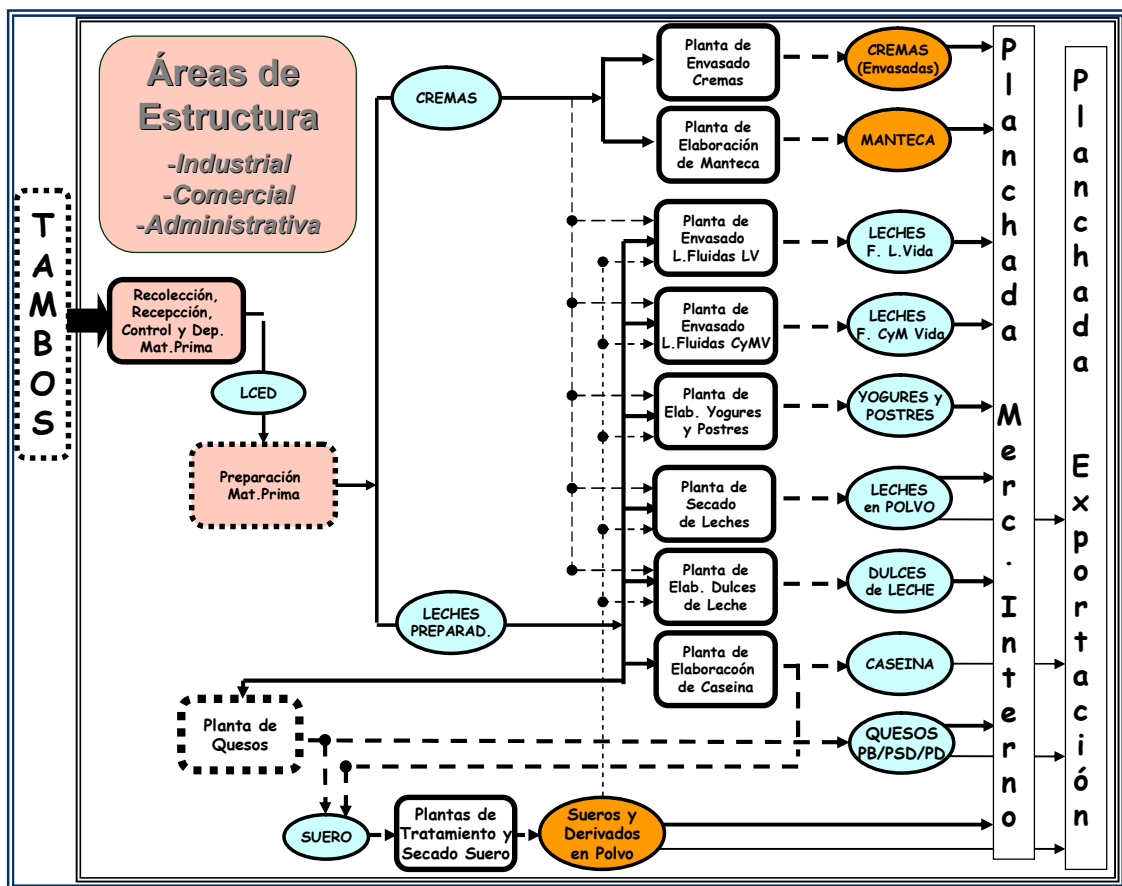 Áreas de
Estructura
-Industrial
-Comercial
-Administrativa
TAMBOS
Recolección,
Recepcción,
Control y Dep.
Mat.Prima
LCED
Preparación
Mat.Prima
CREMAS
LECHES
PREPARAD.
Planta de
Envasado
Cremas
CREMAS
(Envasadas)
Planta de
Elaboración
de Manteca
MANTECA
Planta de
Envasado
L.Fluidas LV
LECHES
F. L.Vida
Planta de
Envasado
L.Fluidas CyMV
LECHES
F. CyM Vida
Planta de
Elab. Yogures
y Postres
YOGURES y
POSTRES
Planta de
Secado
de Leches
LECHES
en POLVO
Planta de
Elab. Dulces
de Leche
DULCES
de LECHE
Planta de
Elaboracoón
de Caseina
CASEINA
Planta de
Quesos
QUESOS
PB/PSD/PD
SUERO
Plantas de
Tratamiento y
Secado Suero
Sueros y
Derivados
en Polvo
Planchada Merc. Interno
Planchada Exportación